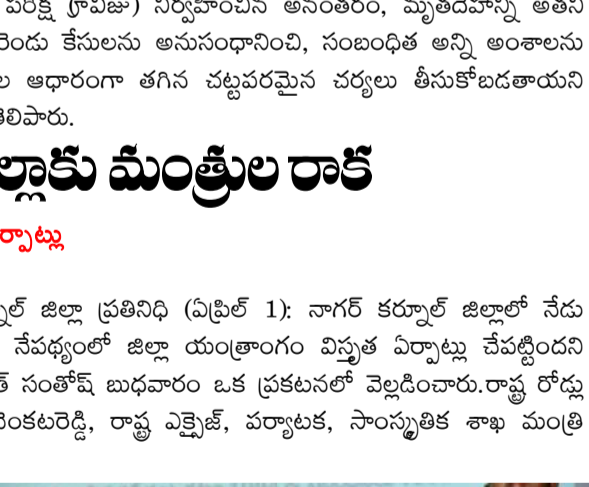 పరీక్ష గ్రావిజు) నిర్వహించిన అనంతరం, మృతదేహాన్ని అతని
రెండు కేసులను అనుసంధానించి, సంబంధిత అన్ని అంశాలను
ల ఆధారంగా తగిన చట్టపరమైన చర్యలు తీసుకోబడతాయని
తెలిపారు.
ల్లాకు మంత్రుల రాక
ర్పాట్లు
నూల్ జిల్లా ప్రతినిధి (ఏప్రిల్ 1): నాగర్ కర్నూల్ జిల్లాలో నేడు
నేపథ్యంలో జిల్లా యంత్రాంగం విస్తృత ఏర్పాట్లు చేపట్టిందని
త్ సంతోష్ బుధవారం ఒక ప్రకటనలో వెల్లడించారు.రాష్ట్ర రోడ్లు
వెంకటరెడ్డి, రాష్ట్ర ఎక్సైజ్, పర్యాటక, సాంస్కృతిక శాఖ మంత్రి